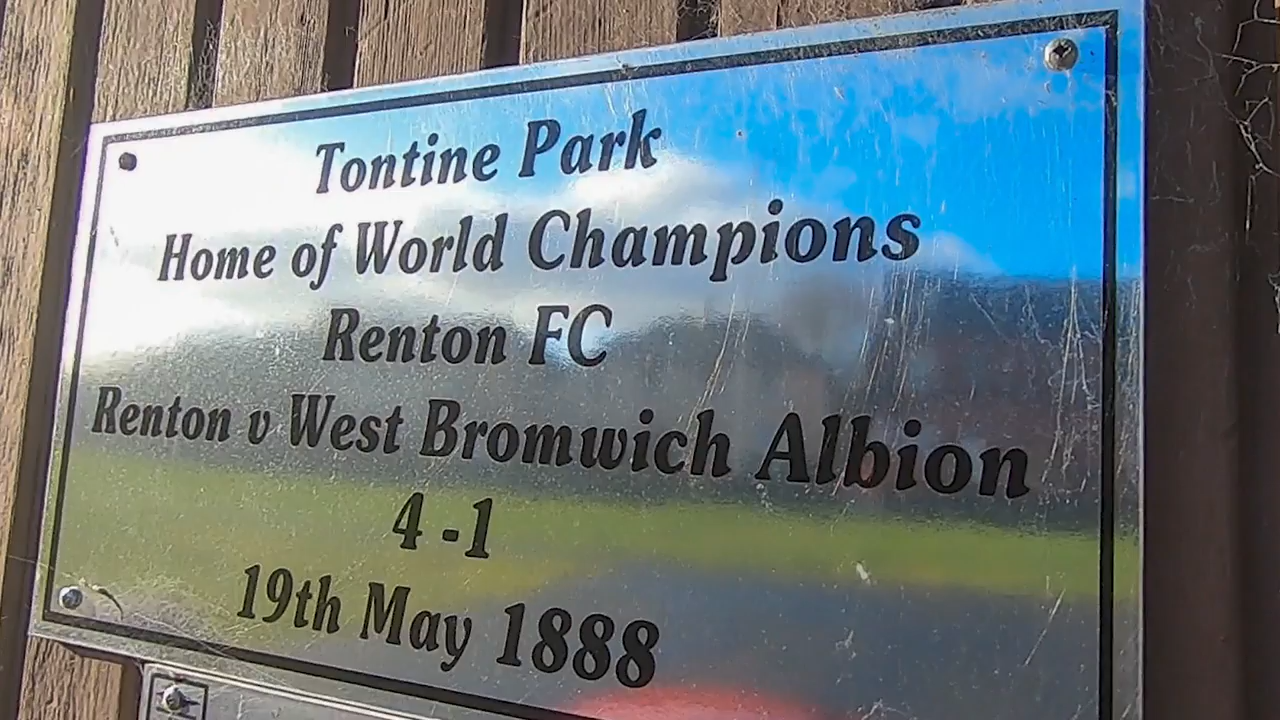 Tontine Park
Home of World Champions
Renton FC
Renton v West Bromwich Albion
4 -1
19th May 1888